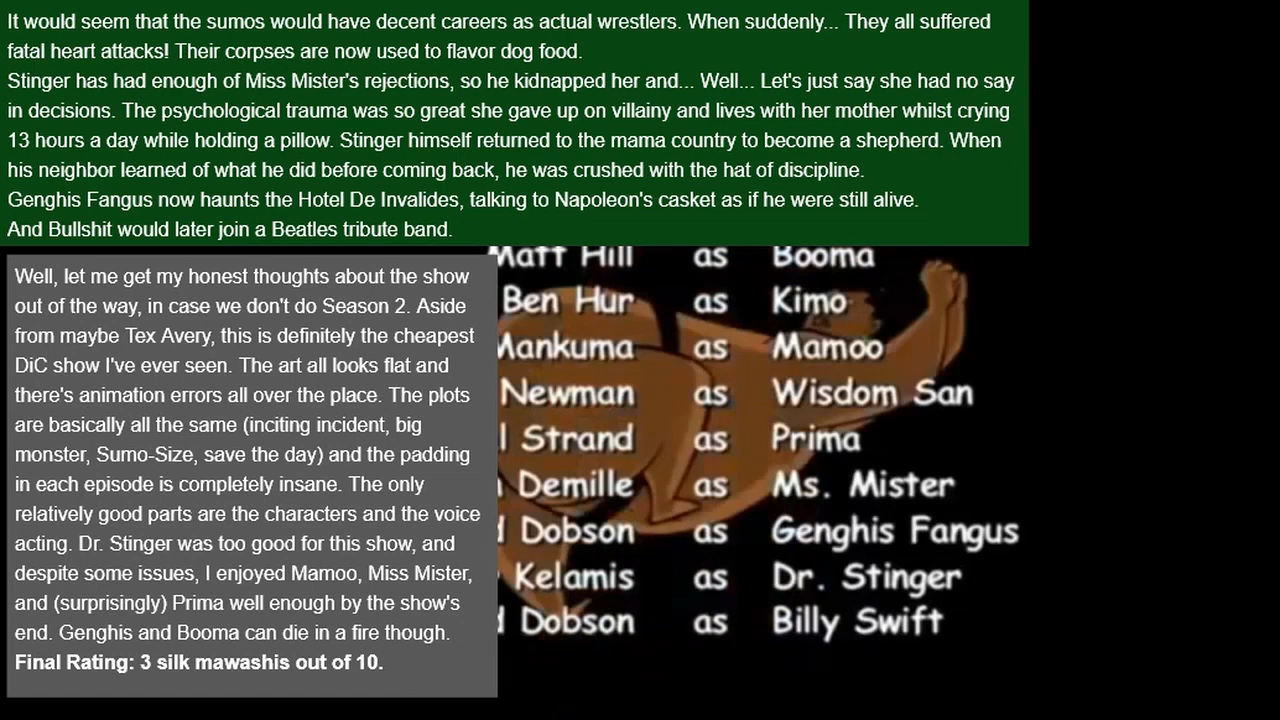 It would seem that the sumos would have decent careers as actual wrestlers. When suddenly... They all suffered
fatal heart attacks! Their corpses are now used to flavor dog food.
Stinger has had enough of Miss Mister's rejections, so he kidnapped her and... Well... Let's just say she had no say
in decisions. The psychological trauma was so great she gave up on villainy and lives with her mother whilst crying
13 hours a day while holding a pillow. Stinger himself returned to the mama country to become a shepherd. When
his neighbor learned of what he did before coming back, he was crushed with the hat of discipline.
Genghis Fangus now haunts the Hotel De Invalides, talking to Napoleon's casket as if he were still alive.
And Bullshit would later join a Beatles tribute band.
Well, let me get my honest thoughts about the show
out of the way, in case we don't do Season 2. Aside
from maybe Tex Avery, this is definitely the cheapest
DiC show I've ever seen. The art all looks flat and
there's animation errors all over the place. The plots
are basically all the same (inciting incident, big
monster, Sumo-Size, save the day) and the padding
in each episode is completely insane. The only
relatively good parts are the characters and the voice
acting. Dr. Stinger was too good for this show, and
despite some issues, I enjoyed Mamoo, Miss Mister,
and (surprisingly) Prima well enough by the show's
end. Genghis and Booma can die in a fire though.
Final Rating: 3 silk mawashis out of 10.
Matt Hill as Booma
Ben Hur as Kimo
Mankuma as Mamoo
Newman as Wisdom San
Strand as Prima
Demille as Ms. Mister
Dobson as Genghis Fangus
Kelamis as Dr. Stinger
Dobson as Billy Swift